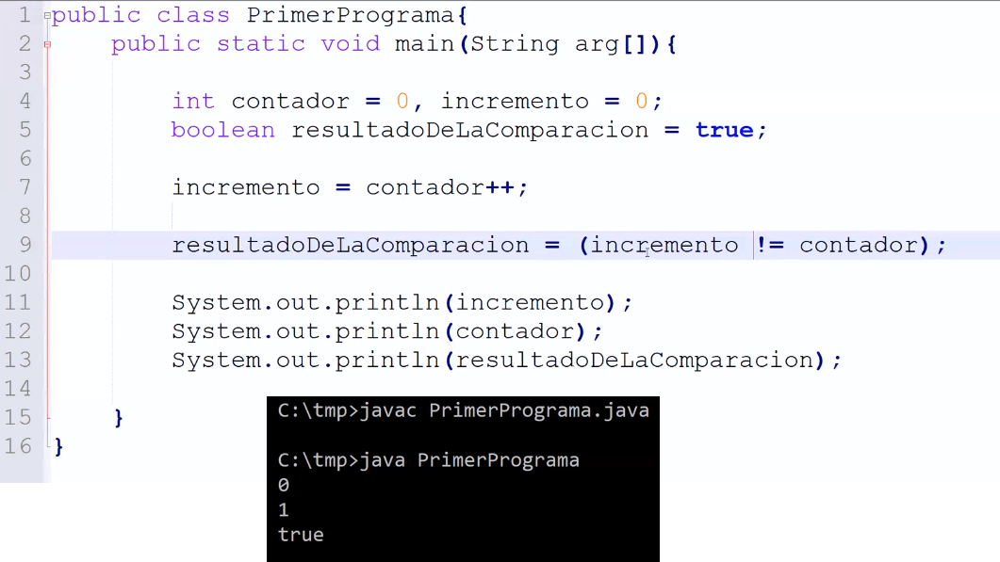 1 public class PrimerPrograma{
2 public static void main(String arg[]){
3
4 int contador = 0, incremento = 0;
5 boolean resultadoDeLaComparacion = true;
6
7 incremento = contador++;
8
9 resultadoDeLaComparacion = (incremento != contador);
10
11 System.out.println(incremento);
12 System.out.println(contador);
13 System.out.println(resultadoDeLaComparacion);
14
15 }
16 }
C:\tmp>javac PrimerPrograma.java
C:\tmp>java PrimerPrograma
0
1
true